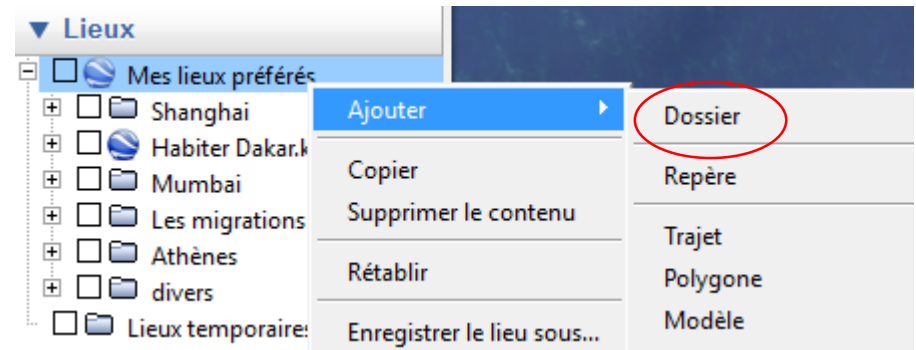 Lieux
Mes lieux préférés
Shanghai
Habiter Dakar.k
Mumbai
Les migrations
Athènes
divers
Lieux temporaires
Ajouter
Copier
Supprimer le contenu
Rétablir
Enregistrer le lieu sous...
Dossier
Repère
Trajet
Polygone
Modèle